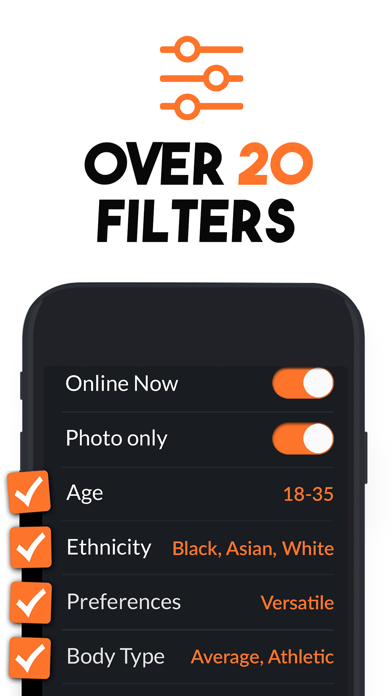 OVER 20
FILTERS
Online Now
Photo only
Age 18-35
Ethnicity Black, Asian, White
Preferences Versatile
Body Type Average, Athletic